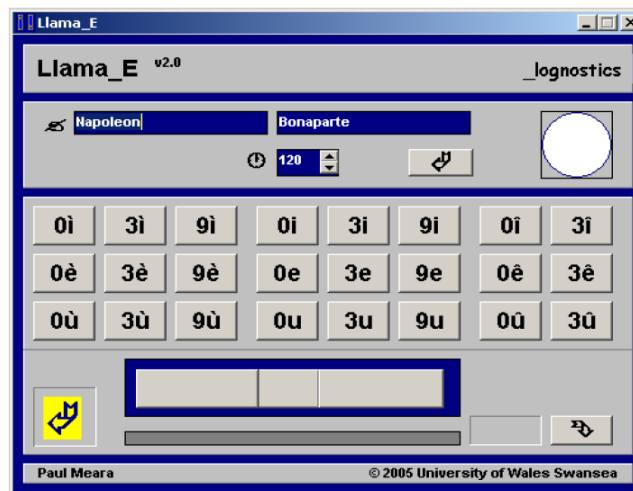 Llama_E
Llama_E v2.0
_lognostics
Napoleon Bonaparte
120
0ì 3ì 9ì 0i 3i 9i 0î 3î
0è 3è 9è 0e 3e 9e 0ê 3ê
0ù 3ù 9ù 0u 3u 9u 0û 3û
Paul Meara © 2005 University of Wales Swansea